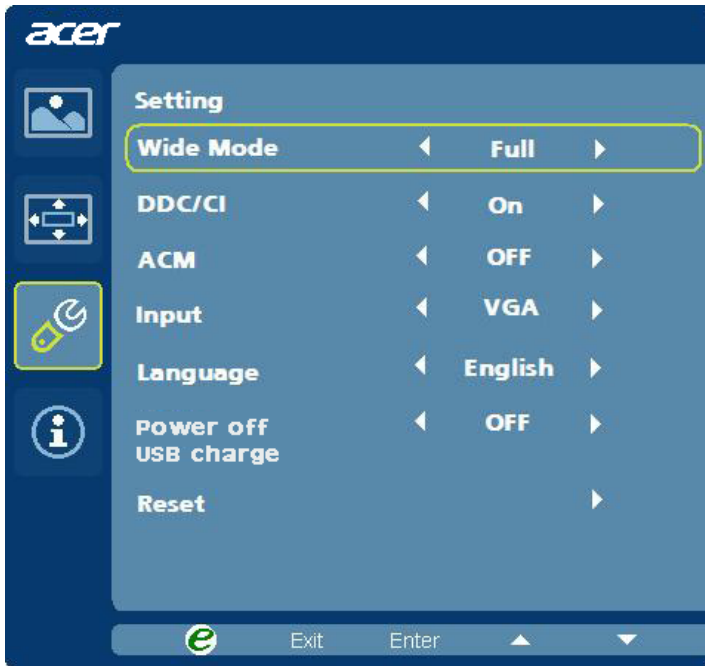 acer
Setting
Wide Mode Full
DDC/CI On
ACM OFF
Input VGA
Language English
Power off OFF
USB charge
Reset
e Exit Enter